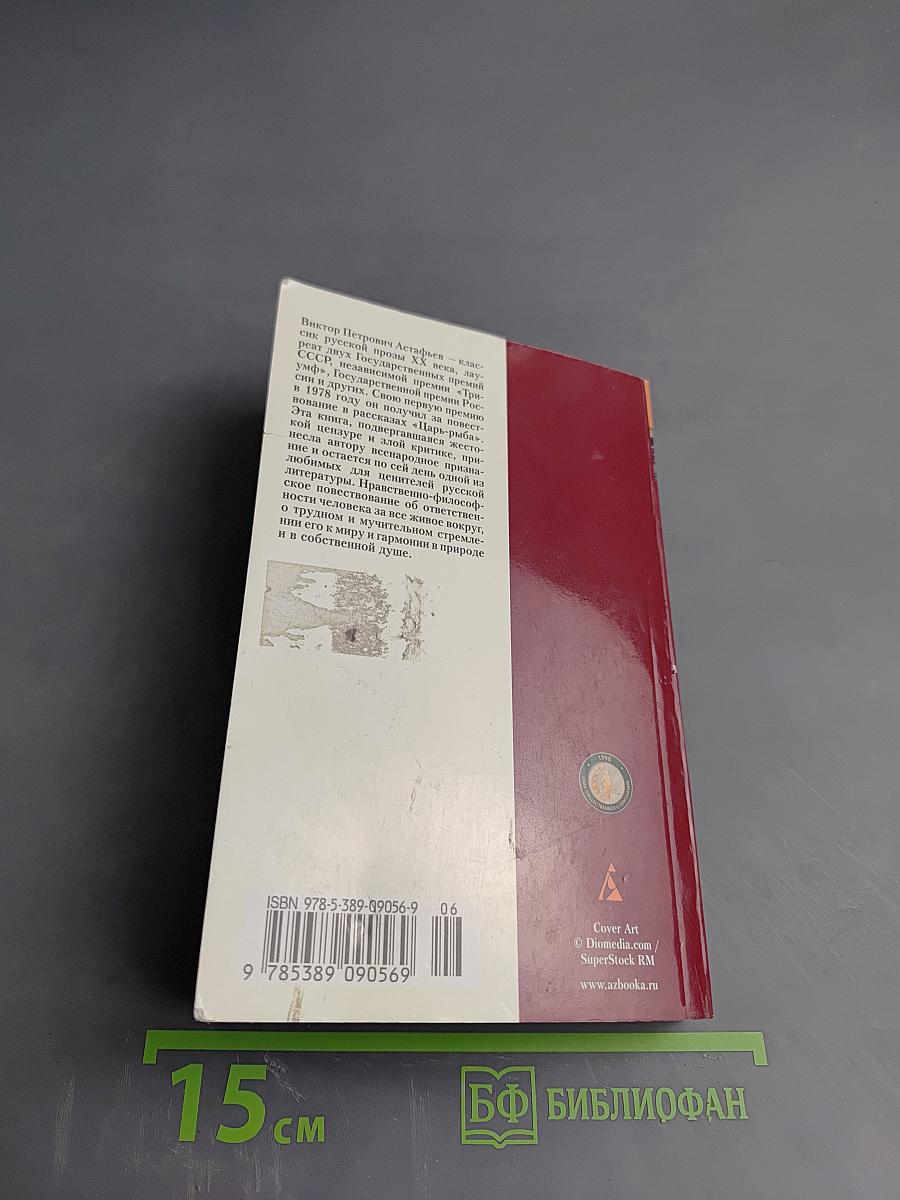 Виктор Петрович Астафьев — клас-
сик русской прозы XX века, лау-
реат двух Государственных премий
СССР, независимой премии «Три-
умф», Государственной премии Рос-
сии и других. Свою первую премию
в 1978 году он получил за повест-
вование в рассказах «Царь-рыба».
Эта книга, подвергавшаяся жесто-
кой цензуре и злой критике, при-
несла автору всенародное призна-
ние и остается по сей день одной из
любимых для ценителей русской
литературы. Нравственно-философ-
ское повествование об ответствен-
ности человека за все живое вокруг,
о трудном и мучительном стремле-
нии его к миру и гармонии в природе
и в собственной душе.
1998
ISBN 978-5-389-09056-9 06
9 785389 090569
Cover Art
© Diomedia.com /
SuperStock RM
www.azbooka.ru
15 см
БФ БИБЛИОФАН